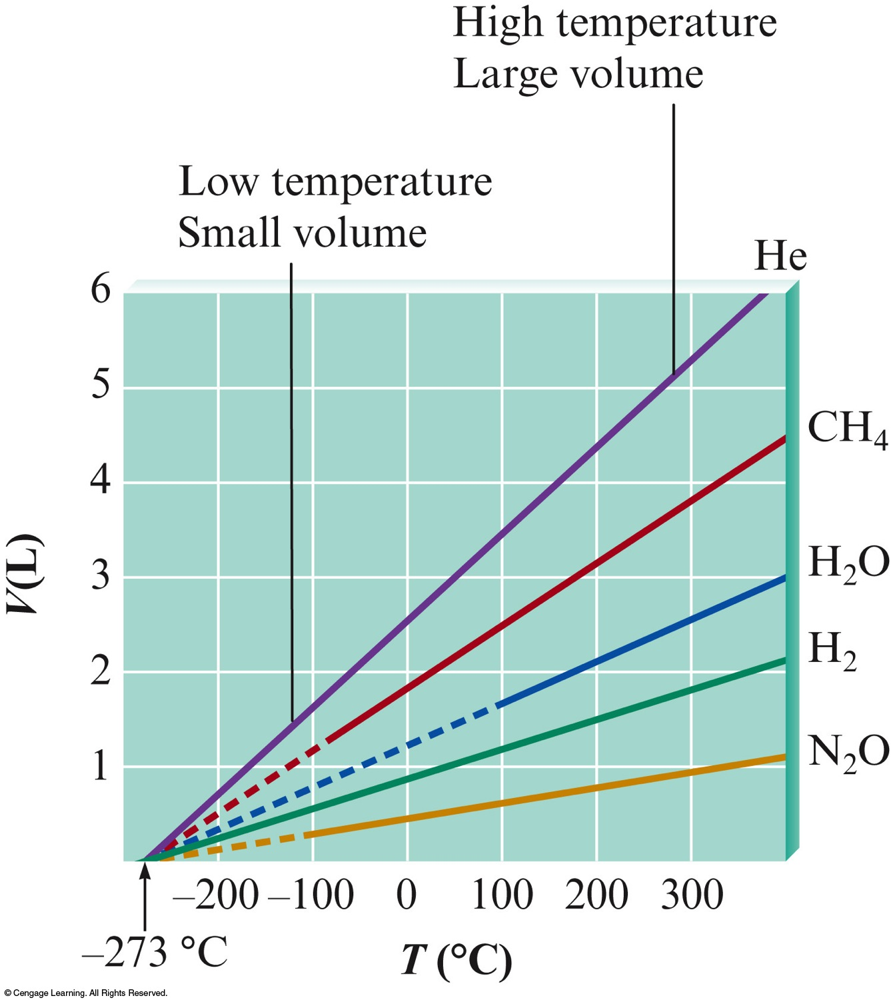 High temperature
Large volume
Low temperature
Small volume
He
6
5
4
3
2
1
V(L)
CH₄
H₂O
H₂
N₂O
–200 –100 0 100 200 300
–273 °C
T (°C)
© Cengage Learning. All Rights Reserved.